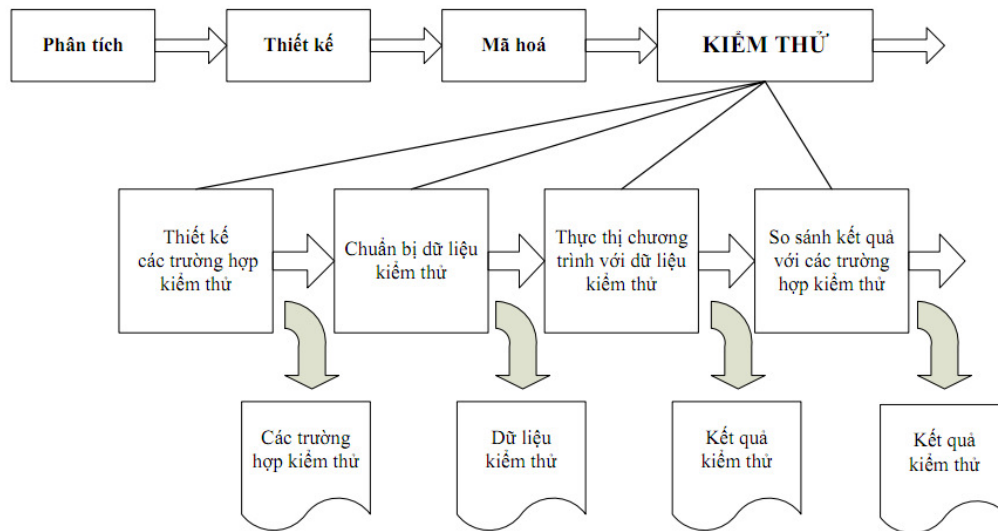 Phân tích
Thiết kế
Mã hoá
KIỂM THỬ
Thiết kế
các trường hợp
kiểm thử
Chuẩn bị dữ liệu
kiểm thử
Thực thị chương
trình với dữ liệu
kiểm thử
So sánh kết quả
với các trường
hợp kiểm thử
Các trường
hợp kiểm thử
Dữ liệu
kiểm thử
Kết quả
kiểm thử
Kết quả
kiểm thử